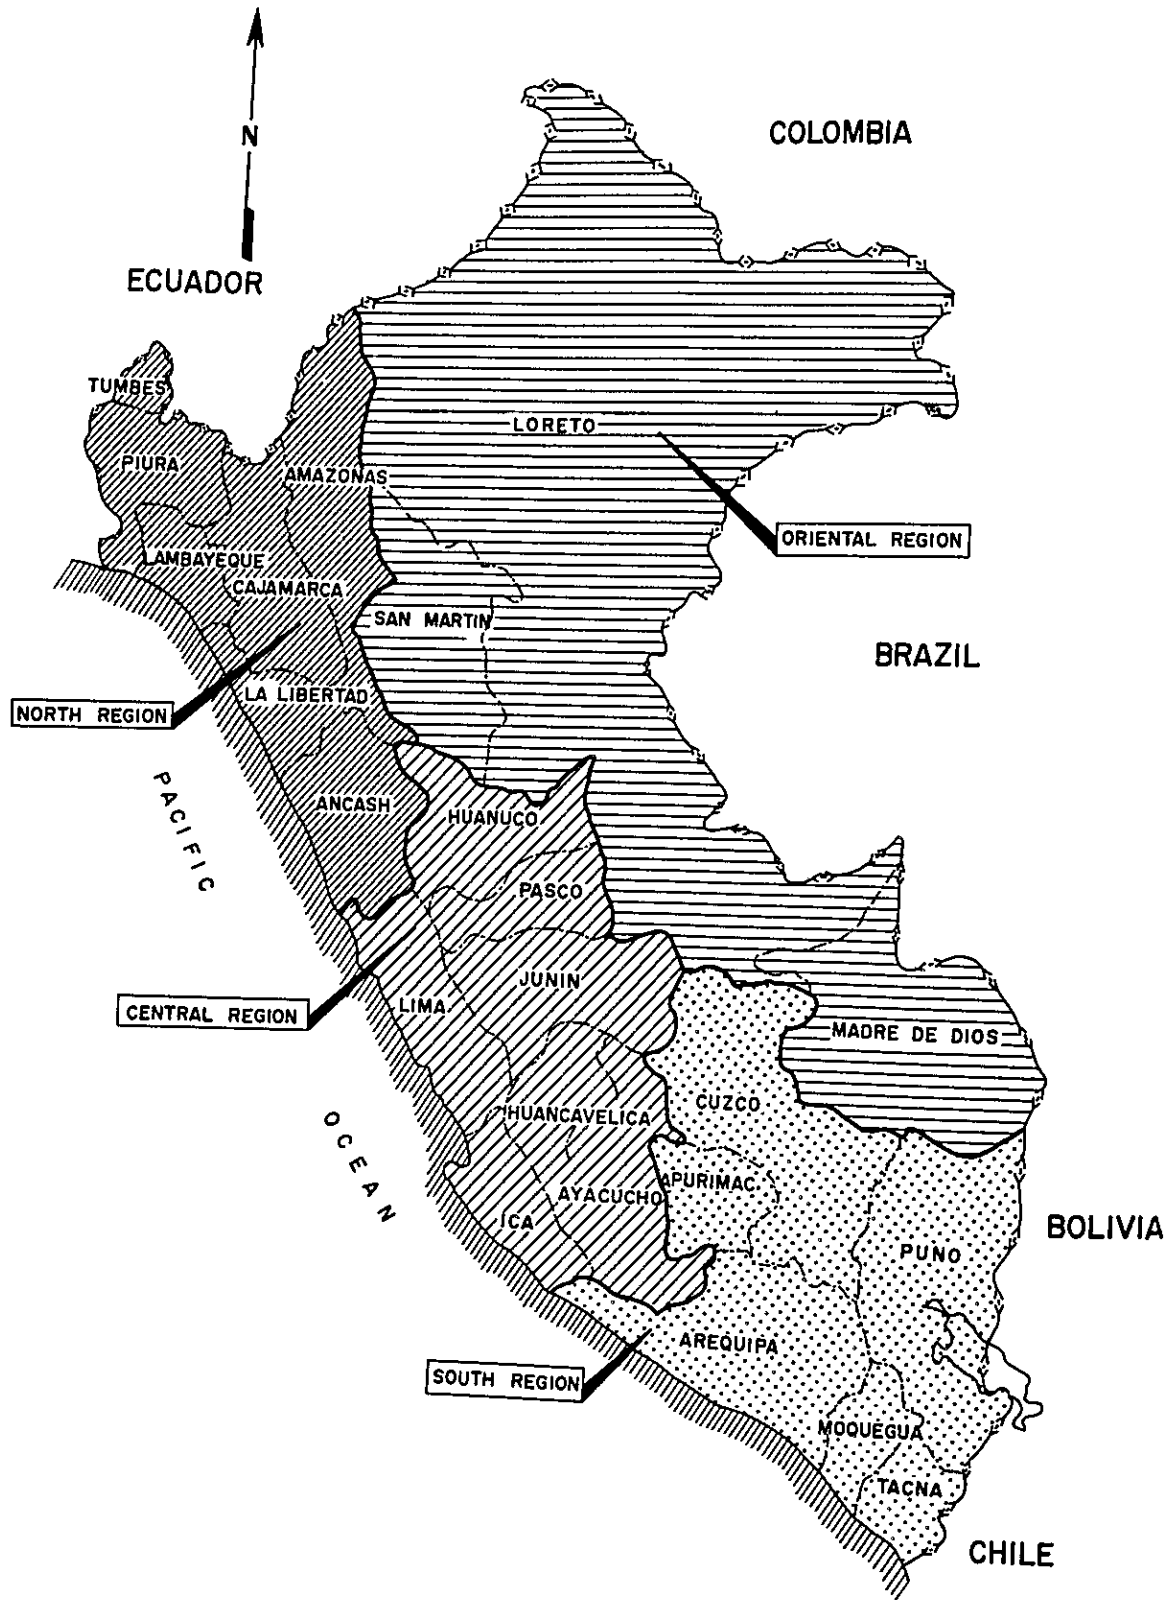 N
COLOMBIA
ECUADOR
TUMBES
LORETO
PIURA
AMAZONAS
ORIENTAL REGION
LAMBAYEQUE
CAJAMARCA
SAN MARTIN
BRAZIL
LA LIBERTAD
NORTH REGION
PACIFIC
ANCASH
HUANUCO
PASCO
JUNIN
LIMA
CENTRAL REGION
MADRE DE DIOS
CUZCO
HUANCAVELICA
OCEAN
APURIMAC
AYACUCHO
ICA
BOLIVIA
PUNO
AREQUIPA
SOUTH REGION
MOQUEGUA
TACNA
CHILE